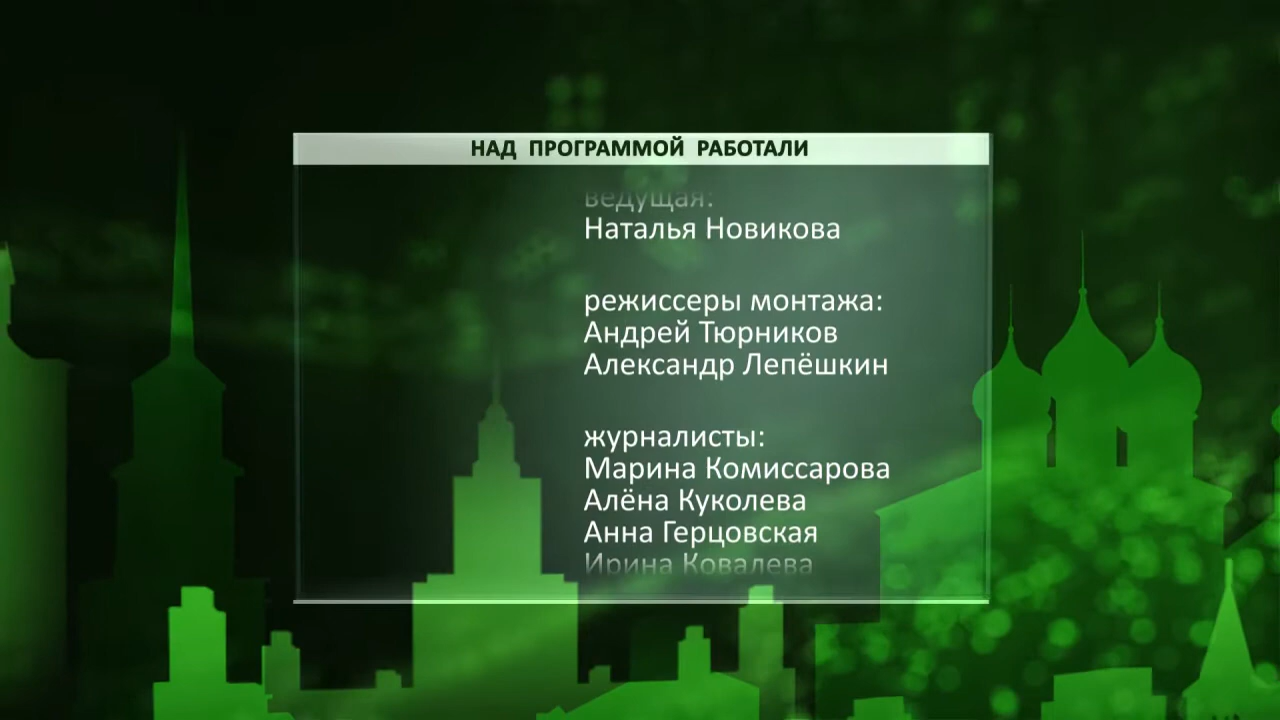 НАД ПРОГРАММОЙ РАБОТАЛИ
ведущая:
Наталья Новикова
режиссеры монтажа:
Андрей Тюрников
Александр Лепёшкин
журналисты:
Марина Комиссарова
Алёна Куколева
Анна Герцовская
Ирина Ковалева